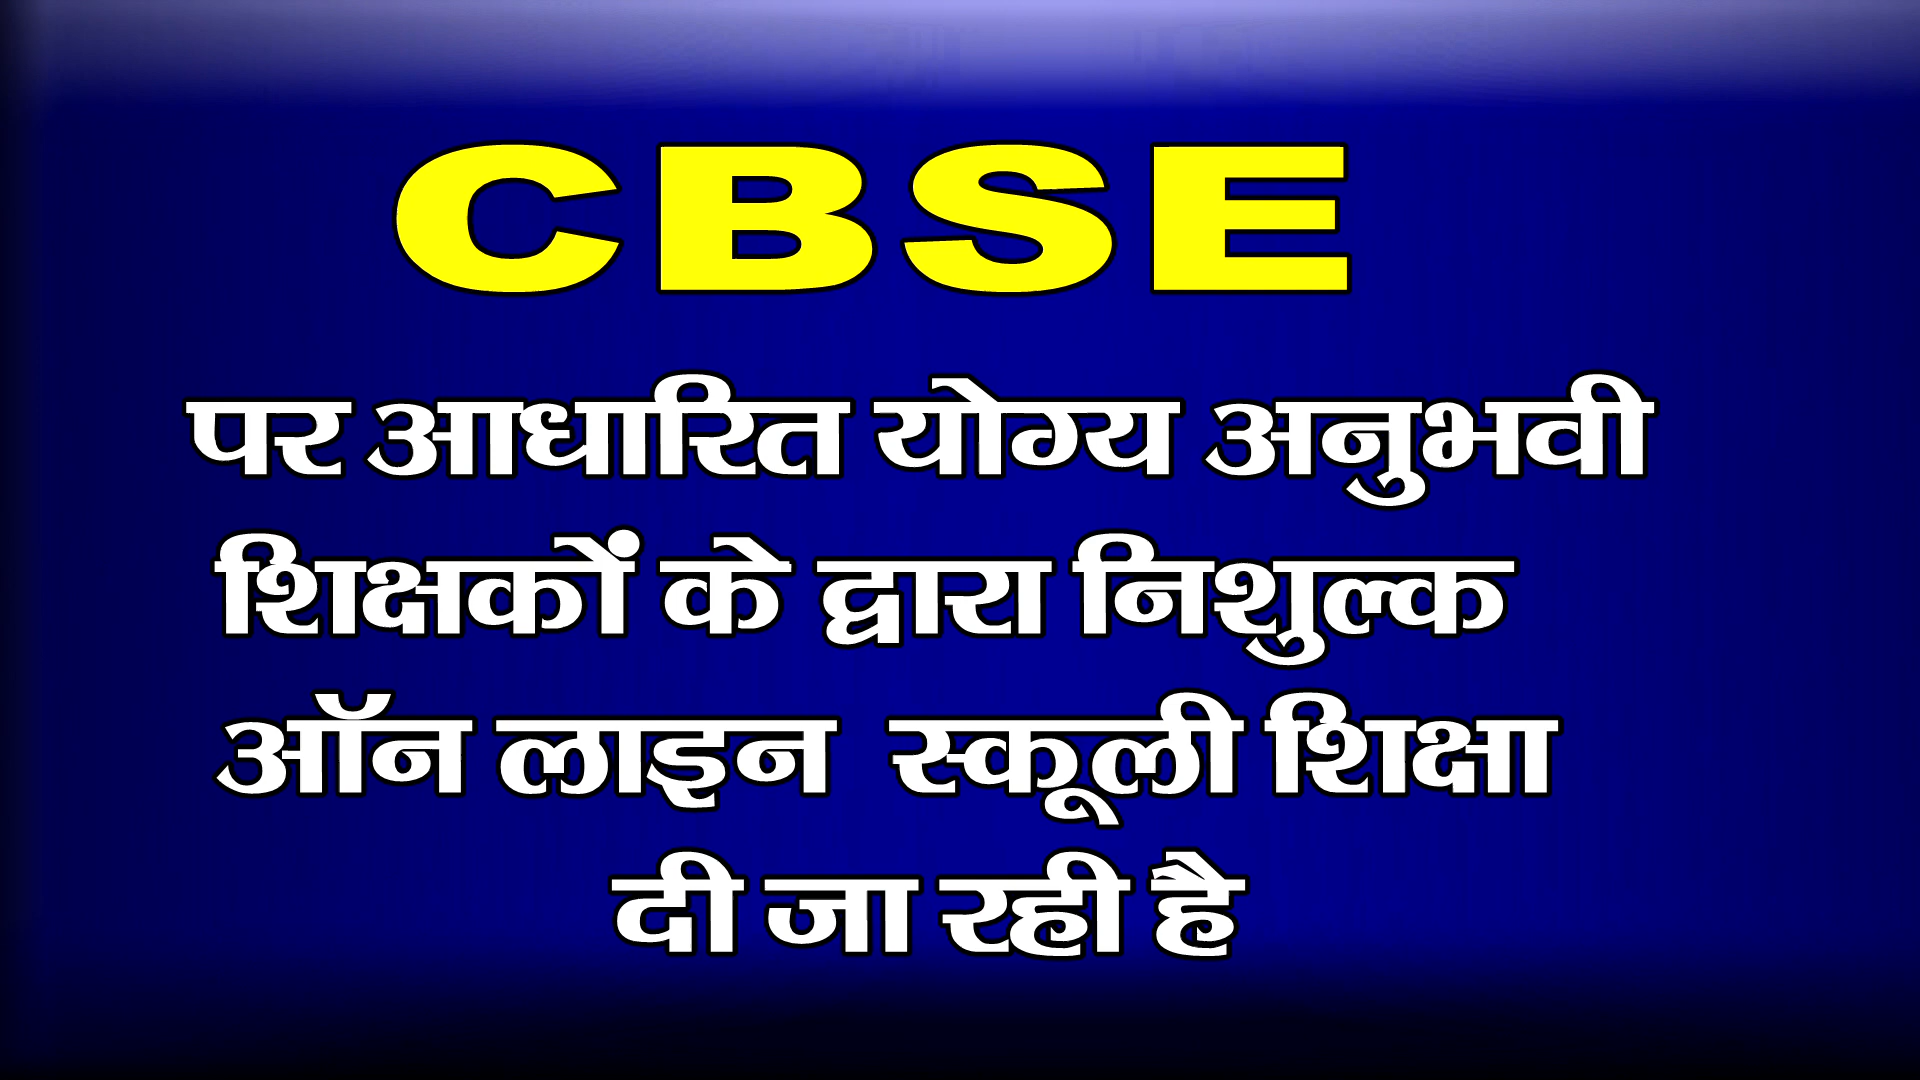 CBSE
पर आधारित योग्य अनुभवी
शिक्षकों के द्वारा निशुल्क
ऑन लाइन स्कूली शिक्षा
दी जा रही है